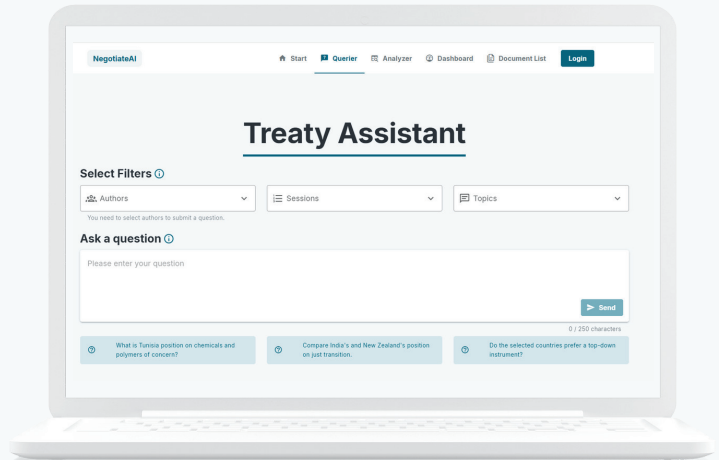 NegotiateAI
Start
Querier
Analyzer
Dashboard
Document List
Login
Treaty Assistant
Select Filters
Authors
Sessions
Topics
You need to select authors to submit a question.
Ask a question
Please enter your question
Send
0 / 250 characters
What is Tunisia position on chemicals and
polymers of concern?
Compare India's and New Zealand's position
on just transition.
Do the selected countries prefer a top-down
instrument?